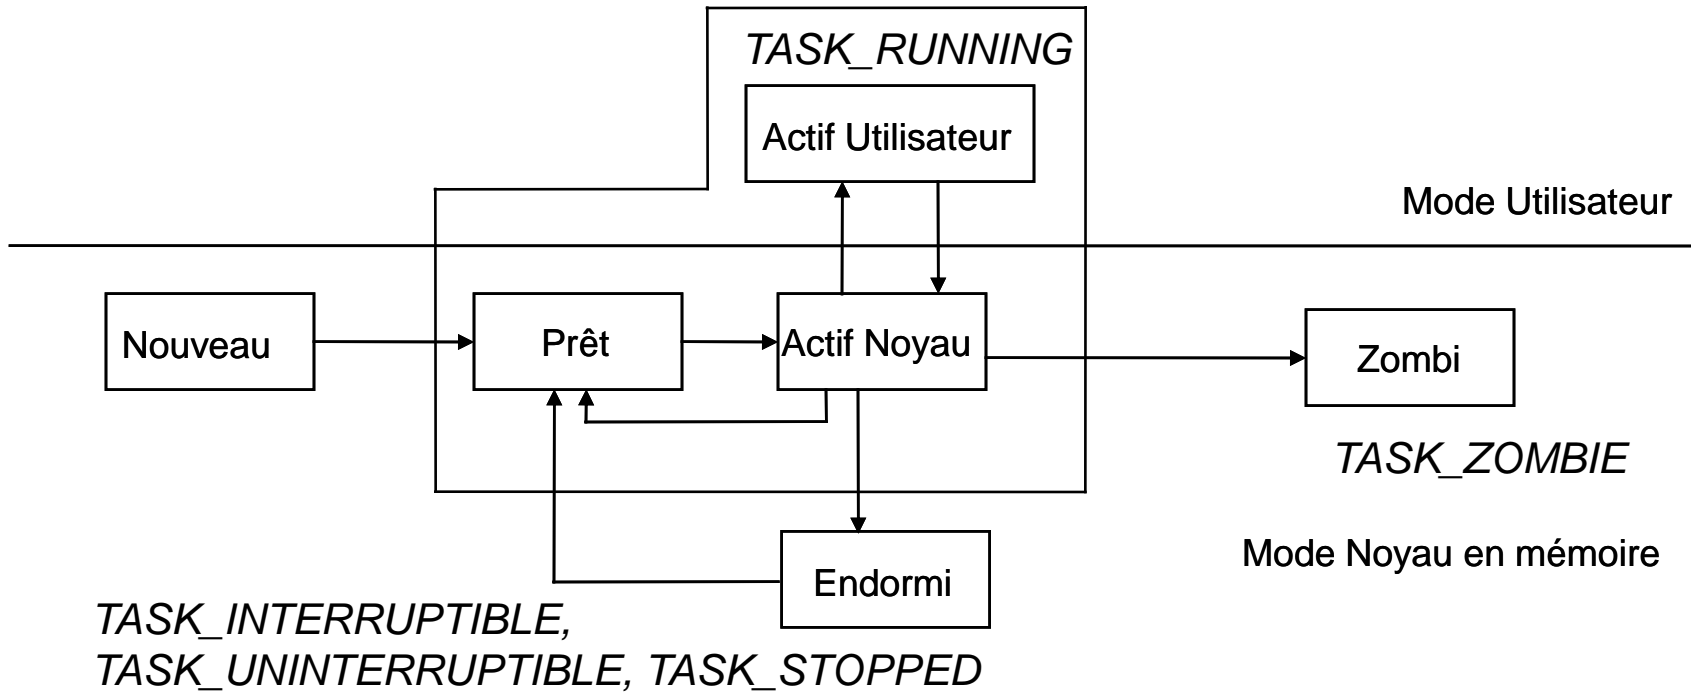 TASK_RUNNING
Actif Utilisateur
Mode Utilisateur
Nouveau
Prêt
Actif Noyau
Zombi
TASK_ZOMBIE
Mode Noyau en mémoire
Endormi
TASK_INTERRUPTIBLE,
TASK_UNINTERRUPTIBLE, TASK_STOPPED